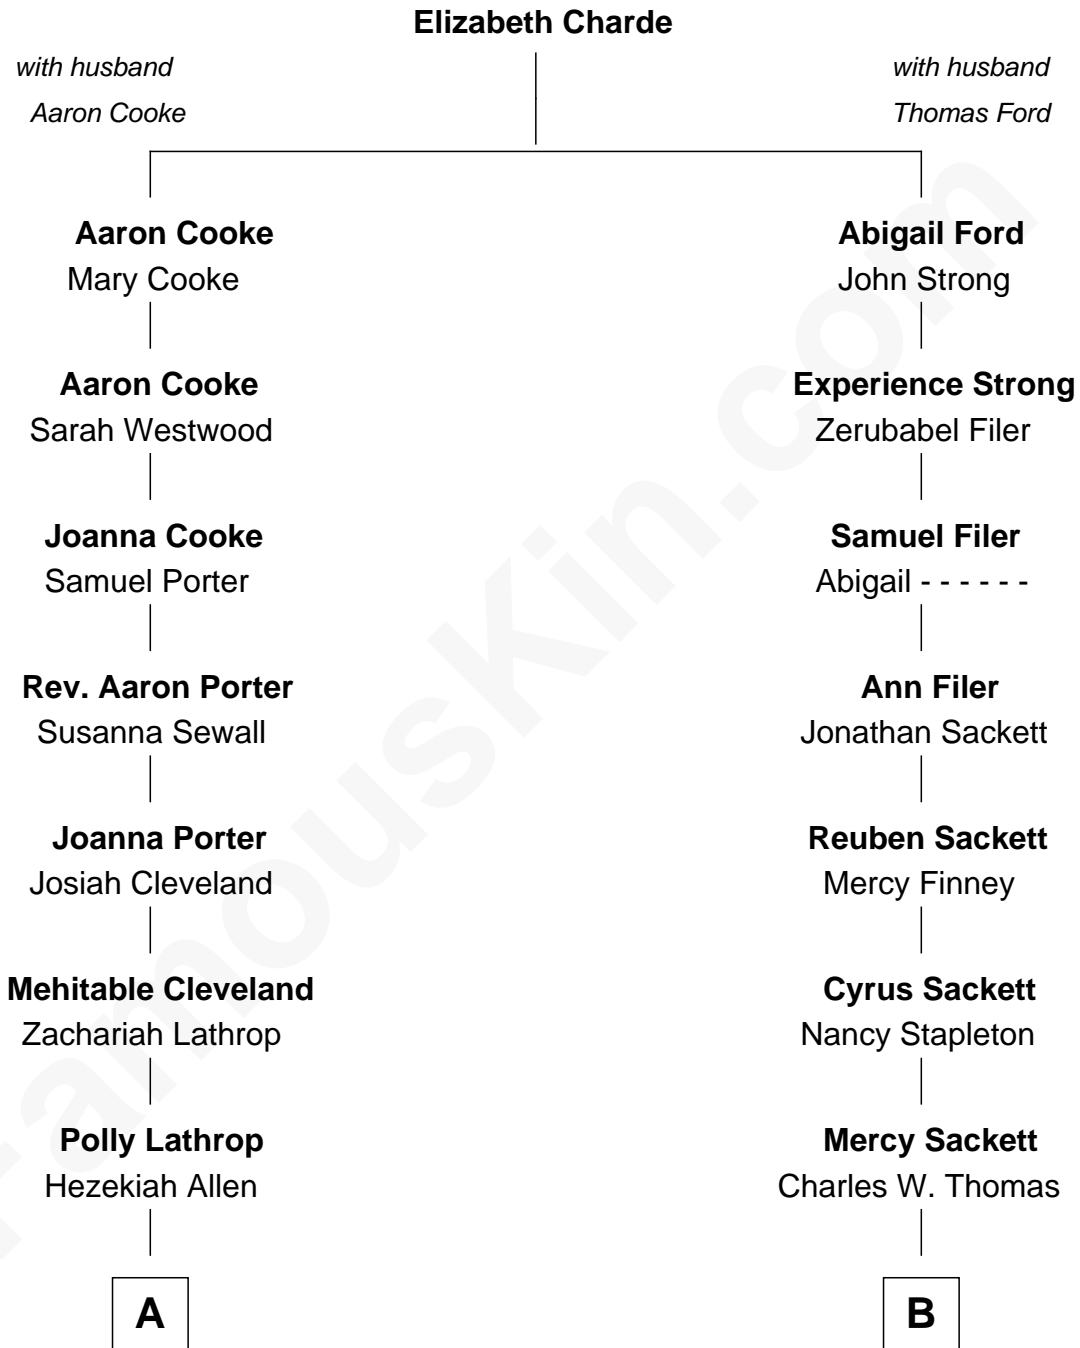 Elizabeth Charde
with husband
Aaron Cooke
with husband
Thomas Ford
Aaron Cooke
Mary Cooke
Abigail Ford
John Strong
Aaron Cooke
Sarah Westwood
Experience Strong
Zerubabel Filer
Joanna Cooke
Samuel Porter
Samuel Filer
Abigail - - - - - -
Rev. Aaron Porter
Susanna Sewall
Ann Filer
Jonathan Sackett
Joanna Porter
Josiah Cleveland
Reuben Sackett
Mercy Finney
Mehitable Cleveland
Zachariah Lathrop
Cyrus Sackett
Nancy Stapleton
Polly Lathrop
Hezekiah Allen
Mercy Sackett
Charles W. Thomas
A
B
FamousKin.com